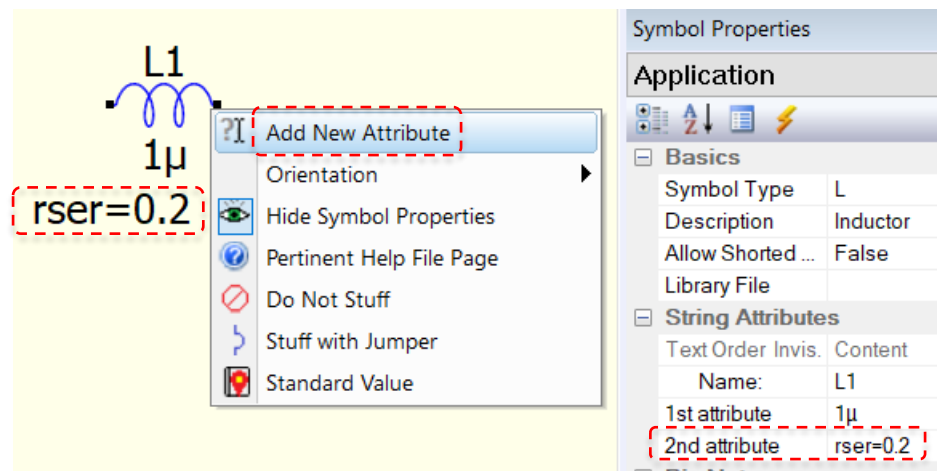 L1
1µ
rser=0.2
?
Add New Attribute
Orientation
Hide Symbol Properties
? Pertinent Help File Page
Do Not Stuff
Stuff with Jumper
Standard Value
Symbol Properties
Application
A Z
Basics
Symbol Type L
Description Inductor
Allow Shorted ... False
Library File
String Attributes
Text Order Invis. Content
Name: L1
1st attribute 1µ
2nd attribute rser=0.2